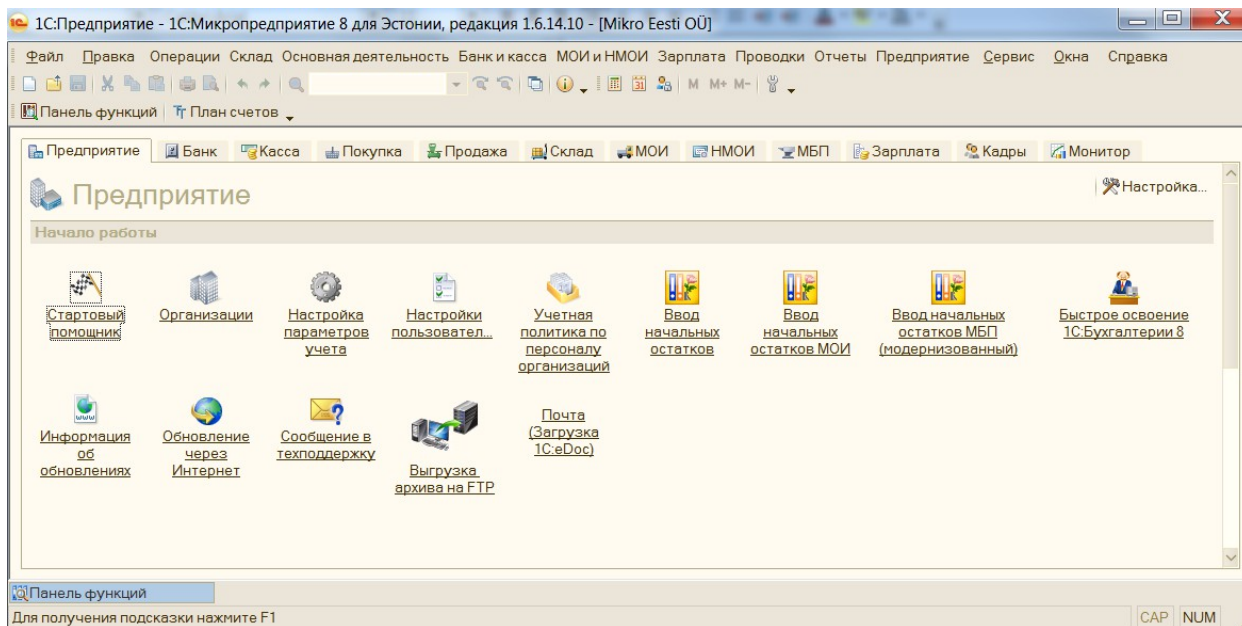 1С:Предприятие - 1С:Микропредприятие 8 для Эстонии, редакция 1.6.14.10 - [Mikro Eesti OÜ]
Файл Правка Операции Склад Основная деятельность Банк и касса МОИ и НМОИ Зарплата Проводки Отчеты Предприятие Сервис Окна Справка
M M+ M-
Панель функций Тт План счетов
Предприятие Банк Касса Покупка Продажа Склад МОИ НМОИ МБП Зарплата Кадры Монитор
Предприятие
Настройка...
Начало работы
Стартовый
помощник
Организации
Настройка
параметров
учета
Настройки
пользовател...
Учетная
политика по
персоналу
организаций
Ввод
начальных
остатков
Ввод
начальных
остатков МОИ
Ввод начальных
остатков МБП
(модернизованный)
Быстрое освоение
1С:Бухгалтерии 8
Информация
об
обновлениях
Обновление
через
Интернет
Сообщение в
техподдержку
Выгрузка
архива на FTP
Почта
(Загрузка
1С:eDoc)
Панель функций
Для получения подсказки нажмите F1
CAP NUM